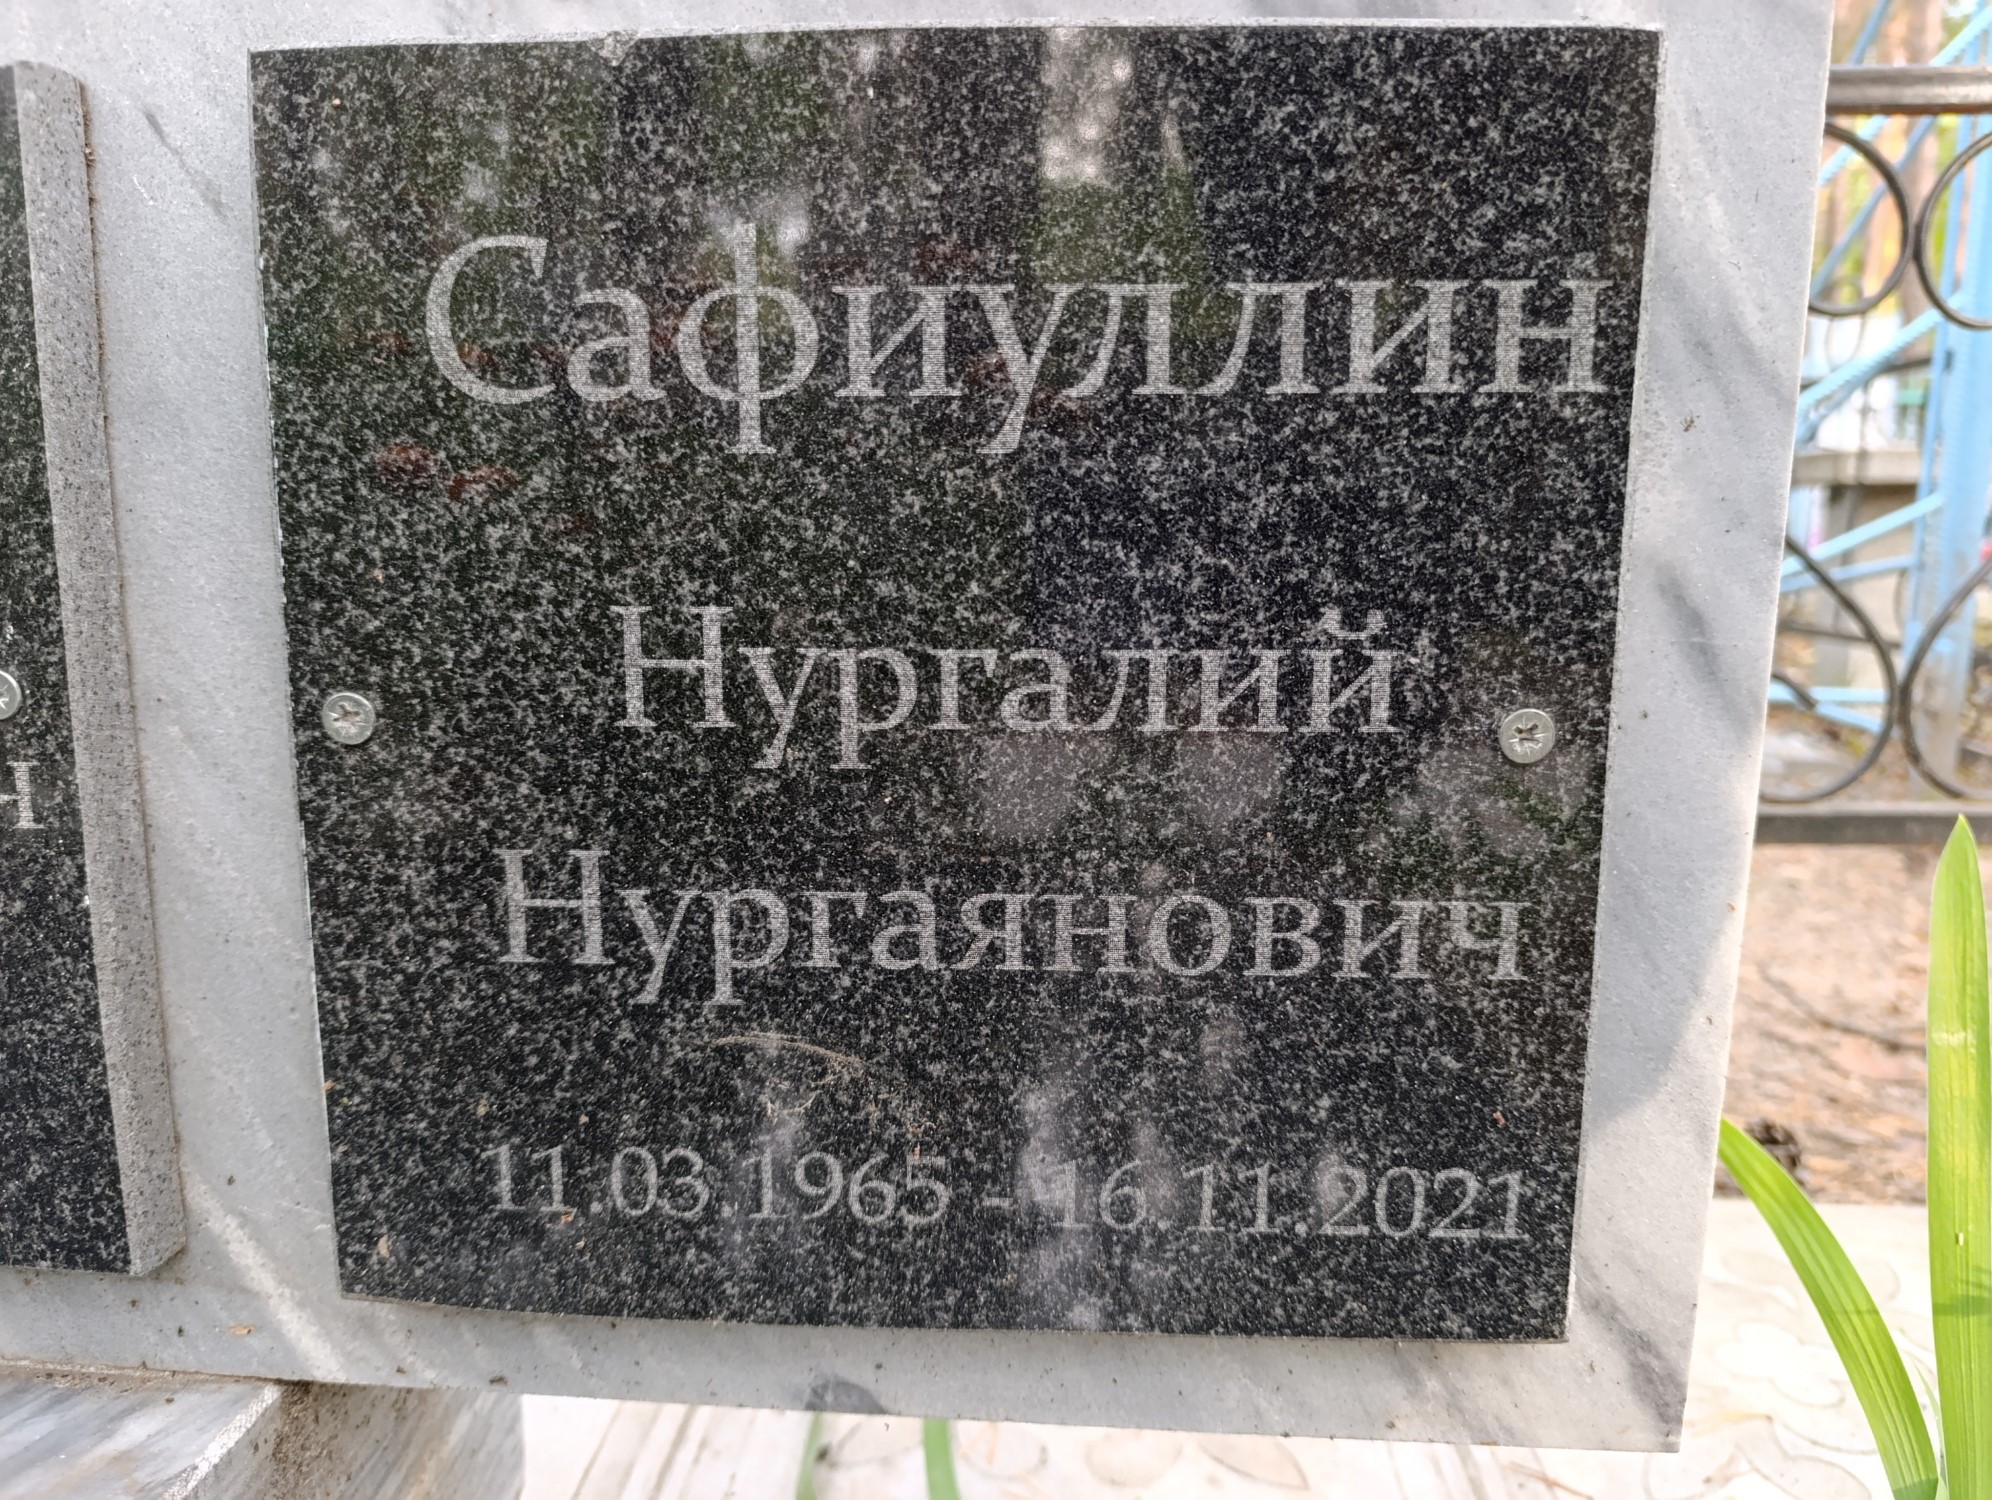 Сафиуллин
Нургалий
Нургаянович
11.03.1965 - 16.11.2021